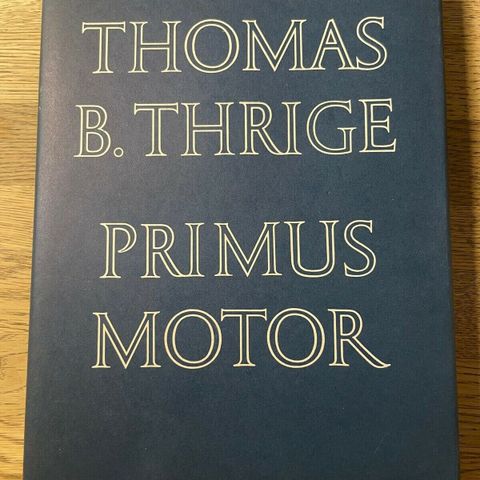 THOMAS
B. THRIGE
PRIMUS
MOTOR